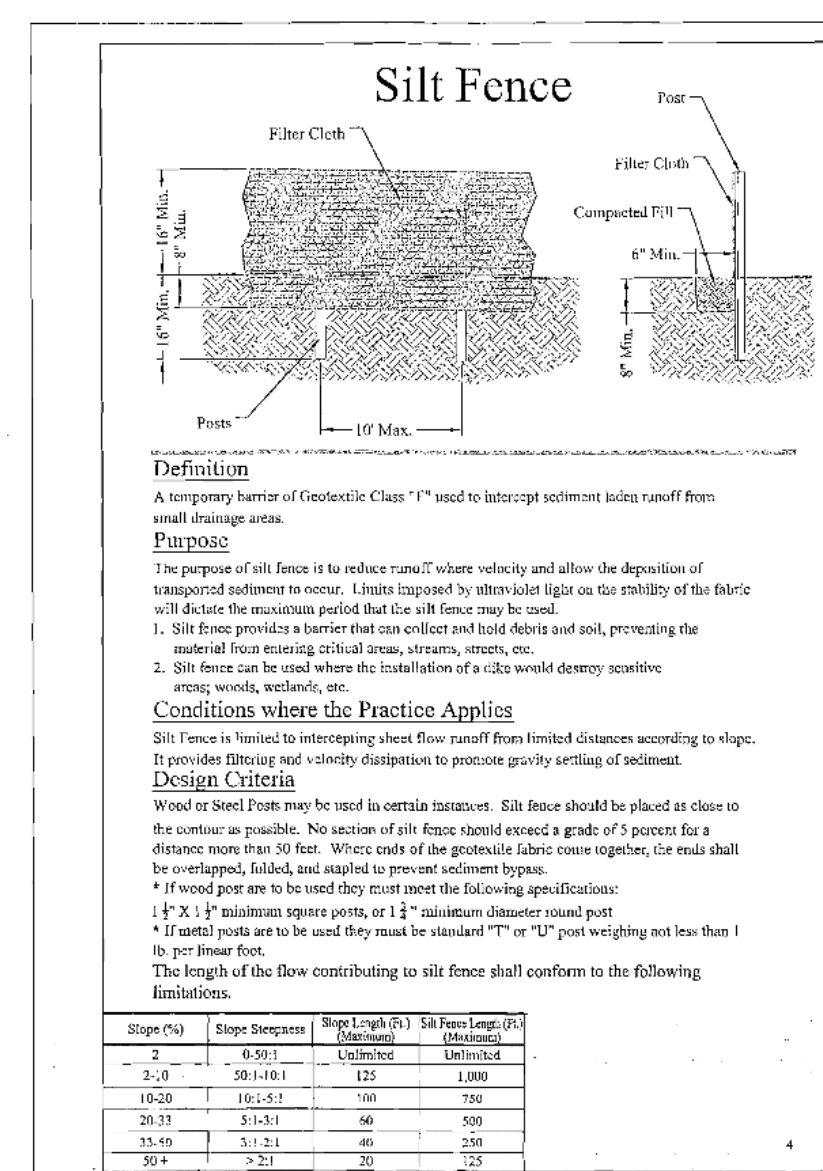 Silt Fence
Post
Filter Cloth
Filter Cloth
Compacted Fill
16" Min.
8" Min.
6" Min.
16" Min.
8" Min.
Posts
10' Max.
Definition
A temporary barrier of Geotextile Class "F" used to intercept sediment laden runoff from
small drainage areas.
Purpose
The purpose of silt fence is to reduce runoff where velocity and allow the deposition of
transported sediment to occur. Limits imposed by ultraviolet light on the stability of the fabric
will dictate the maximum period that the silt fence may be used.
1. Silt fence provides a barrier that can collect and hold debris and soil, preventing the
material from entering critical areas, streams, streets, etc.
2. Silt fence can be used where the installation of a dike would destroy sensitive
areas; woods, wetlands, etc.
Conditions where the Practice Applies
Silt Fence is limited to intercepting sheet flow runoff from limited distances according to slope.
It provides filtering and velocity dissipation to promote gravity settling of sediment.
Design Criteria
Wood or Steel Posts may be used in certain instances. Silt fence should be placed as close to
the contour as possible. No section of silt fence should exceed a grade of 5 percent for a
distance more than 50 feet. Where ends of the geotextile fabric come together, the ends shall
be overlapped, folded, and stapled to prevent sediment bypass.
* If wood post are to be used they must meet the following specifications:
1 ½" X 1 ½" minimum square posts, or 1 ¾" minimum diameter round post
* If metal posts are to be used they must be standard "T" or "U" post weighing not less than 1
lb. per linear foot.
The length of the flow contributing to silt fence shall conform to the following
limitations.
Slope (%) Slope Steepness Slope Length (Ft.) (Maximum) Silt Fence Length (Ft.) (Maximum)
2 0-50:1 Unlimited Unlimited
2-10 50:1-10:1 125 1,000
10-20 10:1-5:1 100 750
20-33 5:1-3:1 60 500
33-50 3:1-2:1 40 250
50 + > 2:1 20 125
4